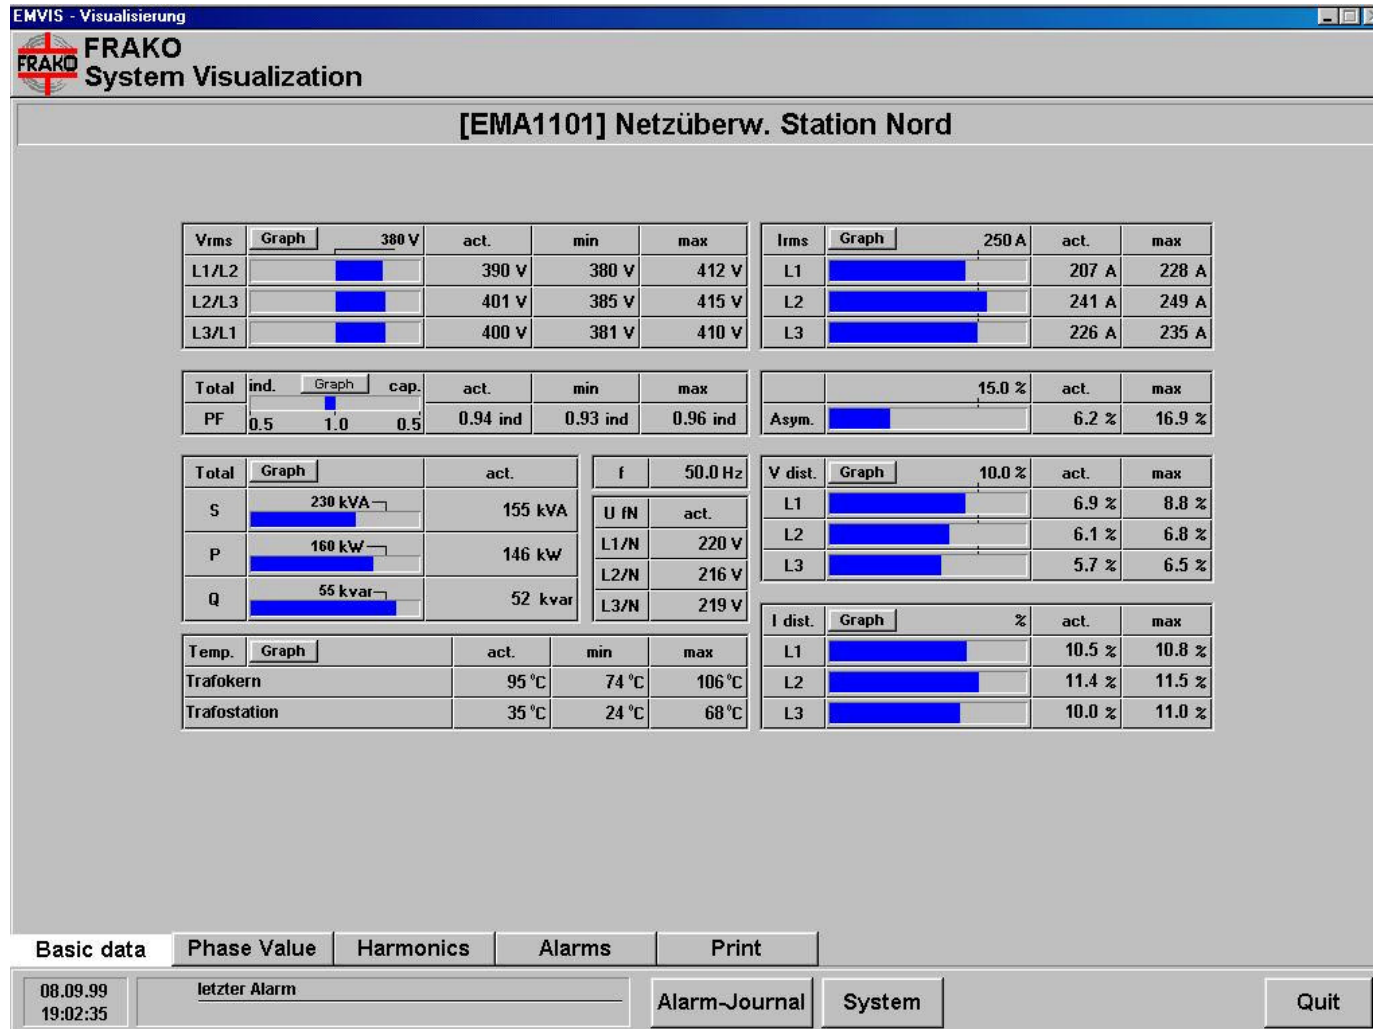 EMVIS - Visualisierung
FRAKO
FRAKO
System Visualization
[EMA1101] Netzüberw. Station Nord
Vrms Graph 380 V act. min max
L1/L2 390 V 380 V 412 V
L2/L3 401 V 385 V 415 V
L3/L1 400 V 381 V 410 V
Irms Graph 250 A act. max
L1 207 A 228 A
L2 241 A 249 A
L3 226 A 235 A
Total ind. Graph cap. act. min max
PF 0.5 1.0 0.5 0.94 ind 0.93 ind 0.96 ind
15.0 % act. max
Asym. 6.2 % 16.9 %
Total Graph act.
S 230 kVA 155 kVA
P 160 kW 146 kW
Q 55 kvar 52 kvar
f 50.0 Hz
U fN act.
L1/N 220 V
L2/N 216 V
L3/N 219 V
V dist. Graph 10.0 % act. max
L1 6.9 % 8.8 %
L2 6.1 % 6.8 %
L3 5.7 % 6.5 %
Temp. Graph act. min max
Trafokern 95 °C 74 °C 106 °C
Trafostation 35 °C 24 °C 68 °C
I dist. Graph % act. max
L1 10.5 % 10.8 %
L2 11.4 % 11.5 %
L3 10.0 % 11.0 %
Basic data Phase Value Harmonics Alarms Print
08.09.99
19:02:35
letzter Alarm
Alarm-Journal System Quit